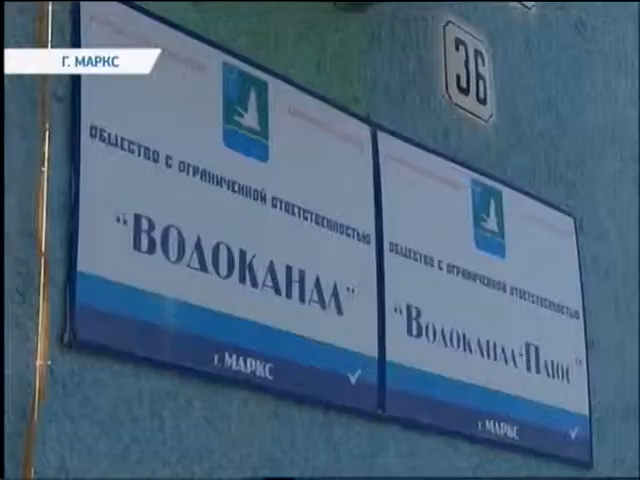 Г. МАРКС
36
ОБЩЕСТВО С ОГРАНИЧЕННОЙ ОТВЕТСТВЕННОСТЬЮ
"ВОДОКАНАЛ"
г. МАРКС
ОБЩЕСТВО С ОГРАНИЧЕННОЙ ОТВЕТСТВЕННОСТЬЮ
"ВОДОКАНАЛ-ПЛЮС"
г. МАРКС